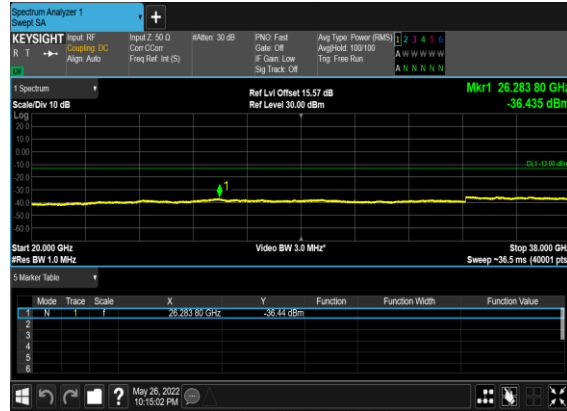 Spectrum Analyzer 1
Swept SA
+
KEYSIGHT Input: RF Input Z: 50 Ω #Atten: 30 dB PNO: Fast Avg Type: Power (RMS) 1 2 3 4 5 6
R T Coupling: DC Corr CCorr Gate: Off Avg|Hold: 100/100 A W W W W W
Align: Auto Freq Ref: Int (S) IF Gain: Low Trig: Free Run
Sig Track: Off A N N N N N
1 Spectrum Ref Lvl Offset 15.57 dB Mkr1 26.283 80 GHz
Scale/Div 10 dB Ref Level 30.00 dBm -36.435 dBm
Log
20.0
10.0
0.00
-10.0
DL1 -13.00 dBm
-20.0
-30.0
1
-40.0
-50.0
-60.0
Start 20.000 GHz Video BW 3.0 MHz* Stop 38.000 GHz
#Res BW 1.0 MHz Sweep ~36.5 ms (40001 pts)
5 Marker Table
Mode Trace Scale X Y Function Function Width Function Value
1 N 1 f 26.283 80 GHz -36.44 dBm
2
3
4
5
6
? May 26, 2022
10:15:02 PM